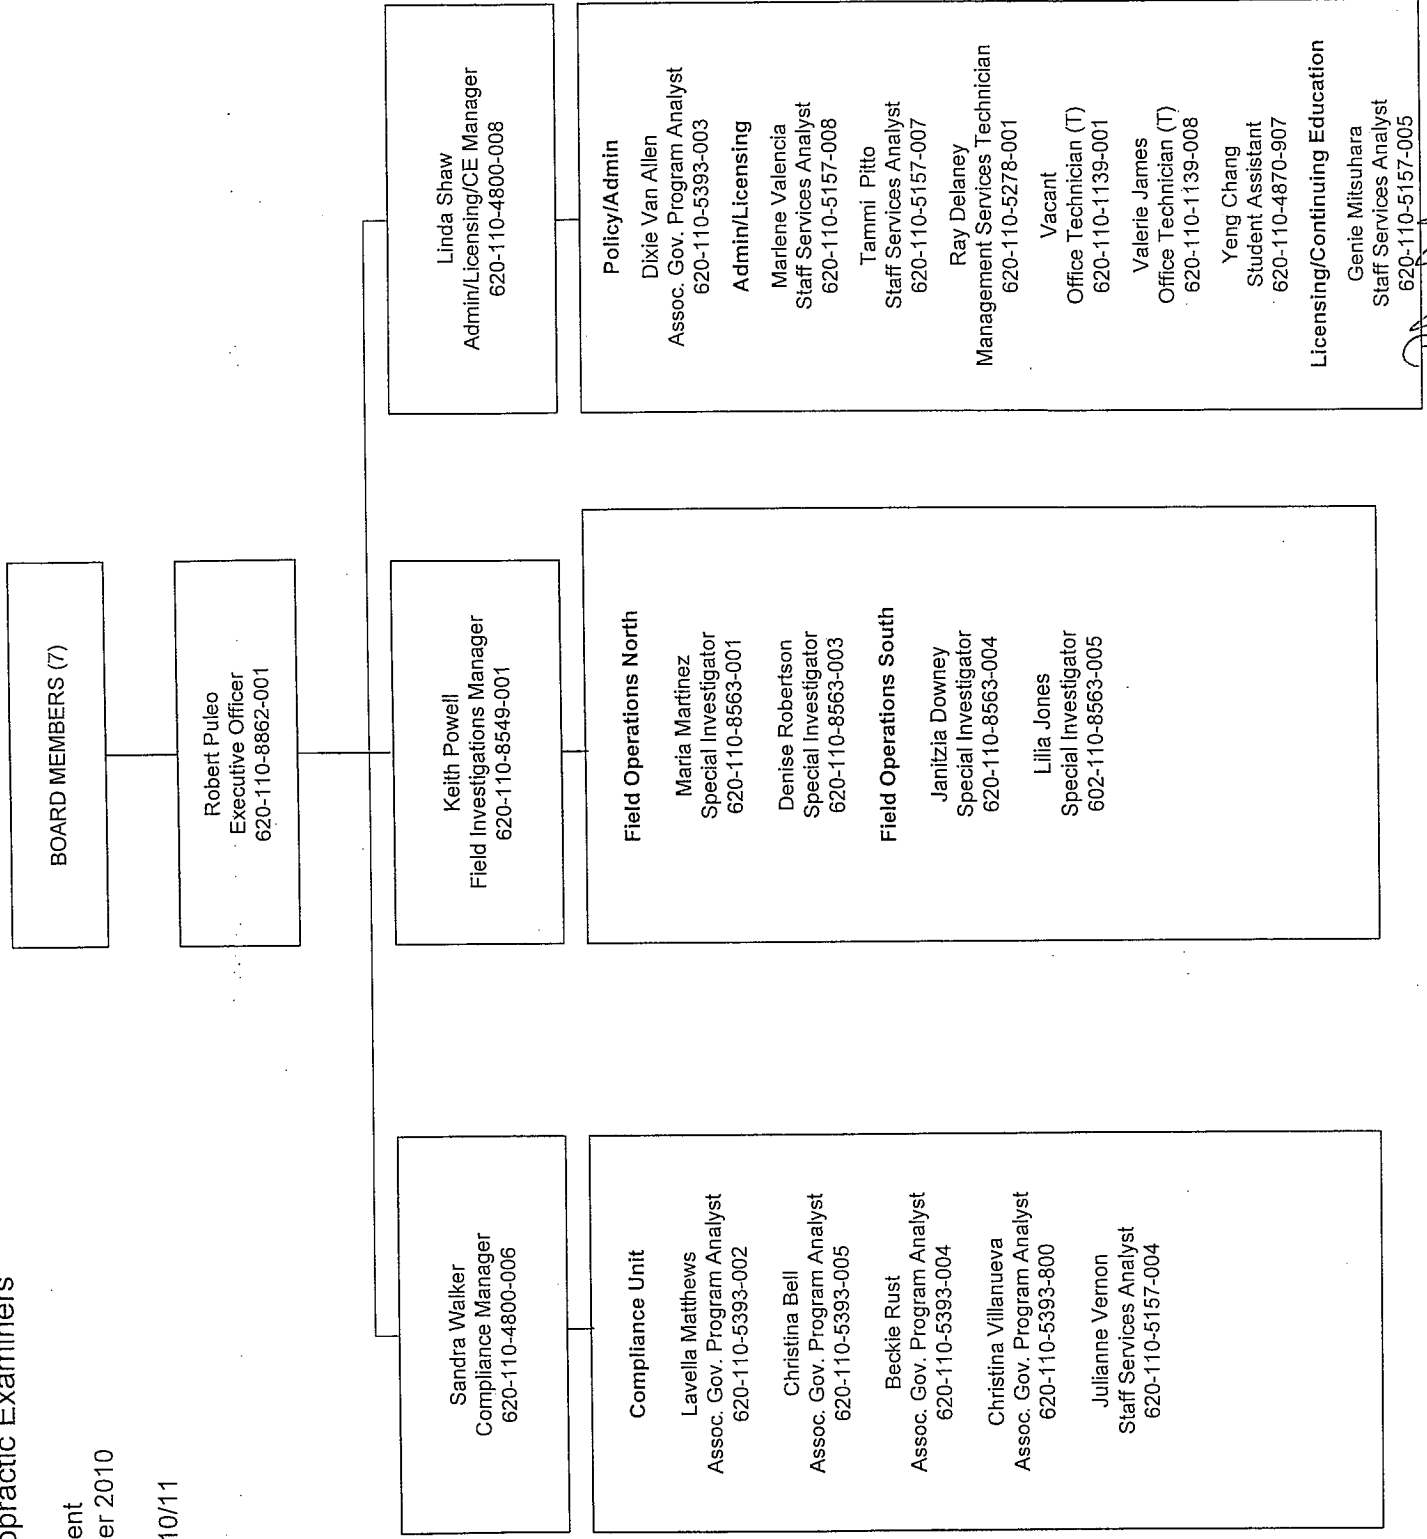 opractic Examiners
ent
er 2010
10/11
BOARD MEMBERS (7)
Robert Puleo
Executive Officer
620-110-8862-001
Sandra Walker
Compliance Manager
620-110-4800-006
Compliance Unit
Lavella Matthews
Assoc. Gov. Program Analyst
620-110-5393-002
Christina Bell
Assoc. Gov. Program Analyst
620-110-5393-005
Beckie Rust
Assoc. Gov. Program Analyst
620-110-5393-004
Christina Villanueva
Assoc. Gov. Program Analyst
620-110-5393-800
Julianne Vernon
Staff Services Analyst
620-110-5157-004
Keith Powell
Field Investigations Manager
620-110-8549-001
Field Operations North
Maria Martinez
Special Investigator
620-110-8563-001
Denise Robertson
Special Investigator
620-110-8563-003
Field Operations South
Janitzia Downey
Special Investigator
620-110-8563-004
Lilia Jones
Special Investigator
602-110-8563-005
Linda Shaw
Admin/Licensing/CE Manager
620-110-4800-008
Policy/Admin
Dixie Van Allen
Assoc. Gov. Program Analyst
620-110-5393-003
Admin/Licensing
Marlene Valencia
Staff Services Analyst
620-110-5157-008
Tammi Pitto
Staff Services Analyst
620-110-5157-007
Ray Delaney
Management Services Technician
620-110-5278-001
Vacant
Office Technician (T)
620-110-1139-001
Valerie James
Office Technician (T)
620-110-1139-008
Yeng Chang
Student Assistant
620-110-4870-907
Licensing/Continuing Education
Genie Mitsuhara
Staff Services Analyst
620-110-5157-005